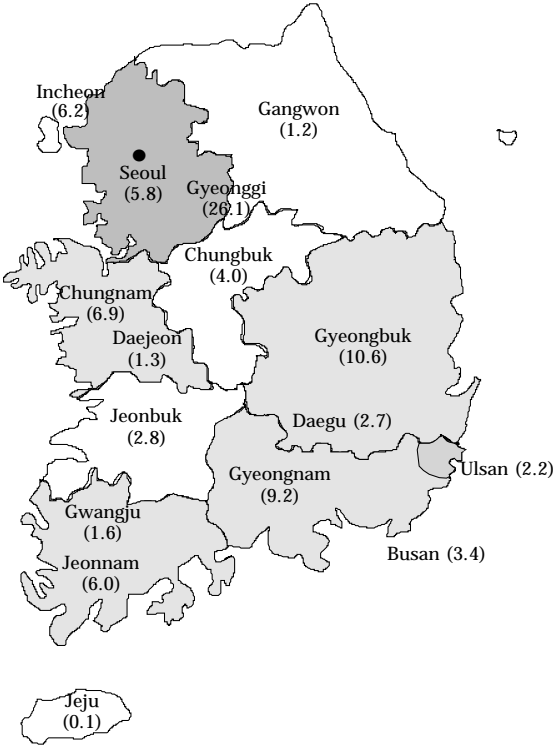 Incheon
(6.2)
Gangwon
(1.2)
Seoul
(5.8)
Gyeonggi
(26.1)
Chungbuk
(4.0)
Chungnam
(6.9)
Daejeon
(1.3)
Gyeongbuk
(10.6)
Jeonbuk
(2.8)
Daegu (2.7)
Gyeongnam
(9.2)
Ulsan (2.2)
Gwangju
(1.6)
Busan (3.4)
Jeonnam
(6.0)
Jeju
(0.1)